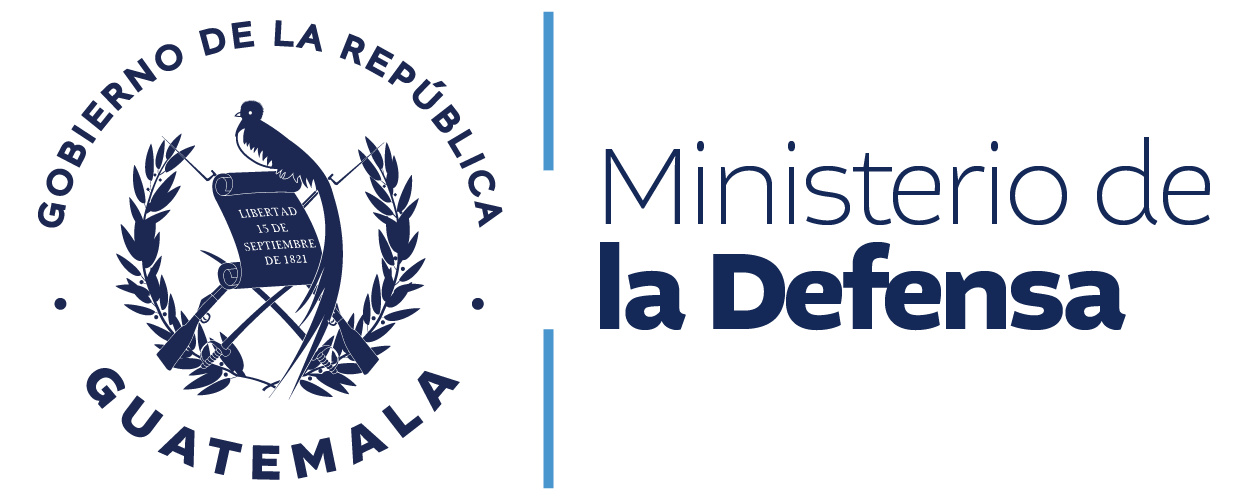 GOBIERNO DE LA REPÚBLICA
LIBERTAD
15 DE
SEPTIEMBRE
DE 1821
GUATEMALA
Ministerio de
la Defensa